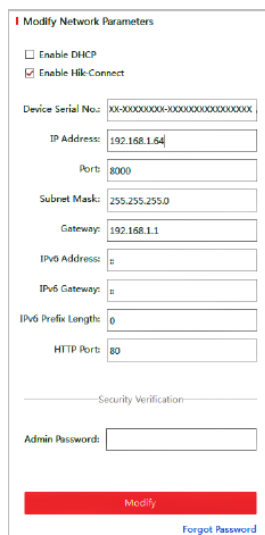 Modify Network Parameters
Enable DHCP
Enable Hik-Connect
Device Serial No.: XX-XXXXXXXX-XXXXXXXXXXXXXXX
IP Address: 192.168.1.64
Port: 8000
Subnet Mask: 255.255.255.0
Gateway: 192.168.1.1
IPv6 Address: ::
IPv6 Gateway: ::
IPv6 Prefix Length: 0
HTTP Port: 80
Security Verification
Admin Password:
Modify
Forgot Password